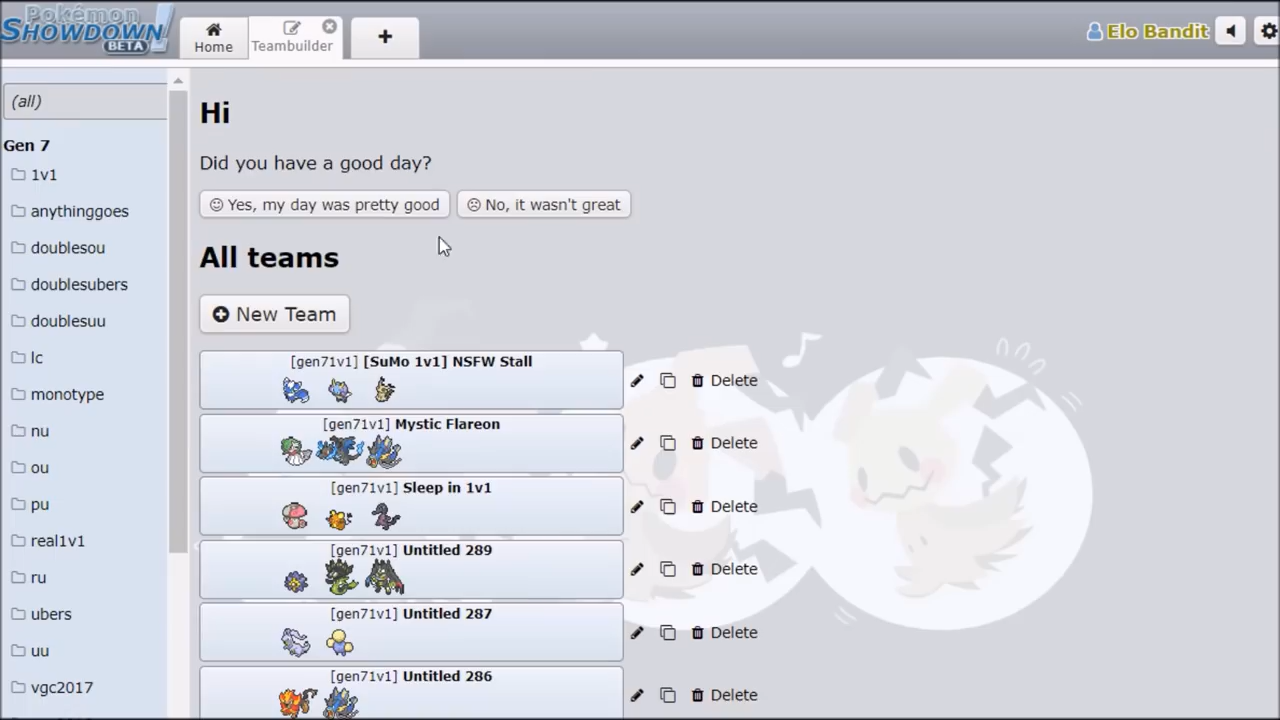 Pokémon
SHOWDOWN!
BETA
Home
Teambuilder
Elo Bandit
(all)
Gen 7
1v1
anythinggoes
doublesou
doublesubers
doublesuu
lc
monotype
nu
ou
pu
real1v1
ru
ubers
uu
vgc2017
Hi
Did you have a good day?
Yes, my day was pretty good
No, it wasn't great
All teams
New Team
[gen71v1] [SuMo 1v1] NSFW Stall
Delete
[gen71v1] Mystic Flareon
Delete
[gen71v1] Sleep in 1v1
Delete
[gen71v1] Untitled 289
Delete
[gen71v1] Untitled 287
Delete
[gen71v1] Untitled 286
Delete